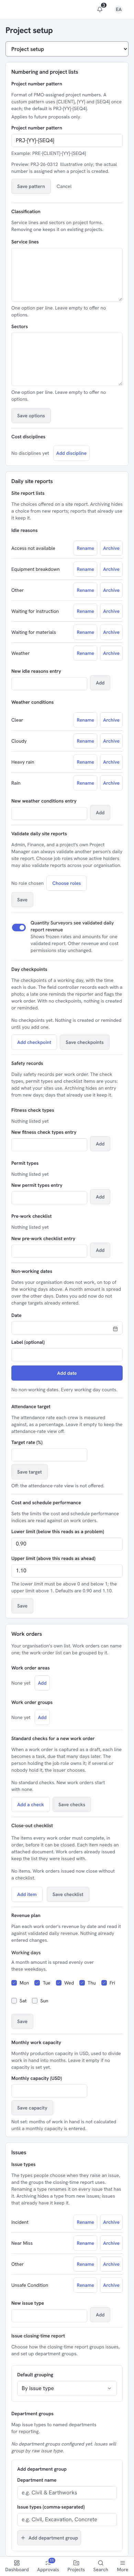 3
EA
Project setup
Project setup
Numbering and project lists
Project number pattern
Format of PMO-assigned project numbers. A
custom pattern uses {CLIENT}, {YY} and {SEQ4} once
each; the default is PRJ-{YY}-{SEQ4}.
Applies to future proposals only.
Project number pattern
PRJ-{YY}-{SEQ4}
Example: PRE-{CLIENT}-{YY}-{SEQ4}
Preview: PRJ-26-0312 Illustrative only; the actual
number is assigned when a project is created.
Save pattern
Cancel
Classification
Service lines and sectors on project forms.
Removing one keeps it on existing projects.
Service lines
One option per line. Leave empty to offer no
options.
Sectors
One option per line. Leave empty to offer no
options.
Save options
Cost disciplines
No disciplines yet
Add discipline
Daily site reports
Site report lists
The choices offered on a site report. Archiving hides
a choice from new reports; reports that already use
it keep it.
Idle reasons
Access not available
Rename
Archive
Equipment breakdown
Rename
Archive
Other
Rename
Archive
Waiting for instruction
Rename
Archive
Waiting for materials
Rename
Archive
Weather
Rename
Archive
New idle reasons entry
Add
Weather conditions
Clear
Rename
Archive
Cloudy
Rename
Archive
Heavy rain
Rename
Archive
Rain
Rename
Archive
New weather conditions entry
Add
Validate daily site reports
Admin, Finance, and a project's own Project
Manager can always validate another person's daily
site report. Choose job roles whose active holders
may also validate reports across your organisation.
No role chosen
Choose roles
Save
Quantity Surveyors see validated daily
report revenue
Shows frozen rates and amounts for one
validated report. Other revenue and cost
permissions stay unchanged.
Day checkpoints
The checkpoints of a working day, and the time
each is due. The field controller records each with a
photo; a late one reminds the reporter and flags the
site report. With no checkpoints nothing is recorded
or reminded.
No checkpoints yet. Nothing is created or reminded
until you add one.
Add checkpoint
Save checkpoints
Safety records
Daily safety records per work order. The check
types, permit types and checklist items are yours:
add and archive them here. Archiving hides one
from new days; days that already use it keep it.
Fitness check types
Nothing listed yet
New fitness check types entry
Add
Permit types
Nothing listed yet
New permit types entry
Add
Pre-work checklist
Nothing listed yet
New pre-work checklist entry
Add
Non-working dates
Dates your organisation does not work, on top of
the working days above. A month amount is spread
over the other dates. Dates you add now do not
change targets already entered.
Date
Label (optional)
Add date
No non-working dates. Every working day counts.
Attendance target
The attendance rate each crew is measured
against, as a percentage. Leave it empty to keep the
attendance-rate view off.
Target rate (%)
Save target
Off: the attendance-rate view is not offered.
Cost and schedule performance
Sets the limits that the cost and schedule performance
indices are read against on work orders.
Lower limit (below this reads as a problem)
0.90
Upper limit (above this reads as ahead)
1.10
The lower limit must be above 0 and below 1; the
upper limit above 1. Defaults are 0.90 and 1.10.
Save
Work orders
Your organisation's own list. Work orders can name
one; the work order list can be grouped by it.
Work order areas
None yet
Add
Work order groups
None yet
Add
Standard checks for a new work order
When a work order is captured as a draft, each line
becomes a task, due that many days later. The
person holding the job role owns it; if several or
nobody hold it, the issuer chooses.
No standard checks. New work orders start
with none.
Add a check
Save checks
Close-out checklist
The items every work order must complete, in
order, before it can be closed. Each item needs an
attached document. Work orders already issued
keep the list they were issued with.
No items. Work orders issued now close without
a checklist.
Add item
Save checklist
Revenue plan
Plan each work order's revenue by date and read it
against validated daily revenue. Nothing already
entered changes.
Working days
A month amount is spread evenly over
these weekdays.
Mon
Tue
Wed
Thu
Fri
Sat
Sun
Save
Monthly work capacity
Monthly production capacity in USD, used to divide
work in hand into months. Leave it empty if no
capacity is set yet.
Monthly capacity (USD)
Save capacity
Not set: months of work in hand is not calculated
until a monthly capacity is entered.
Issues
Issue types
The types people choose when they raise an issue,
and the groups the closing-time report uses.
Renaming a type renames it on every issue that has
it. Archiving hides a type from new issues; issues
that already have it keep it.
Incident
Rename
Archive
Near Miss
Rename
Archive
Other
Rename
Archive
Unsafe Condition
Rename
Archive
New issue type
Add
Issue closing-time report
Choose how the closing-time report groups issues,
and set up department groups.
Default grouping
By issue type
Department groups
Map issue types to named departments
for reporting.
No department groups configured yet. Issues will
group by raw issue type.
Add department group
Department name
e.g. Civil & Earthworks
Issue types (comma-separated)
e.g. Civil, Excavation, Concrete
+ Add department group
Dashboard
Approvals
Projects
Search
More